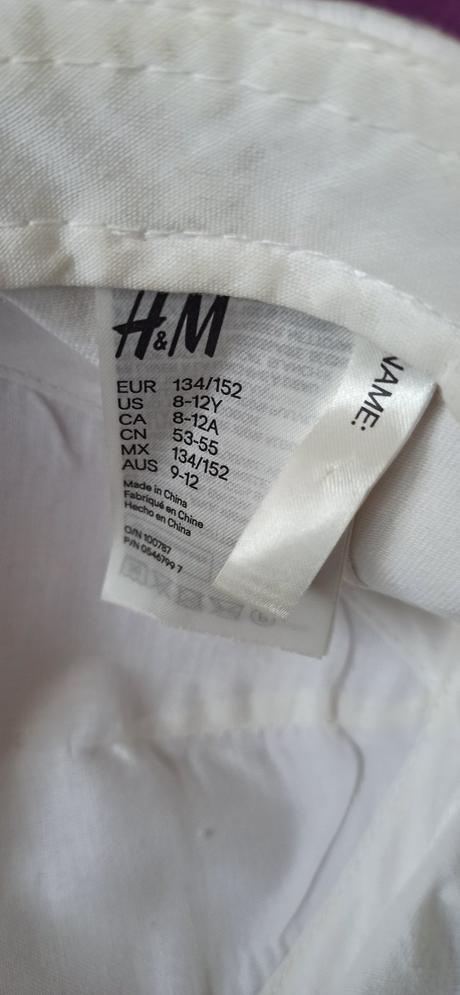 H&M
EUR 134/152
US 8-12Y
CA 8-12A
CN 53-55
MX 134/152
AUS 9-12
Made in China
Fabriqué en Chine
Hecho en China
O/N 100787
P/N 0546799 7
NAME: